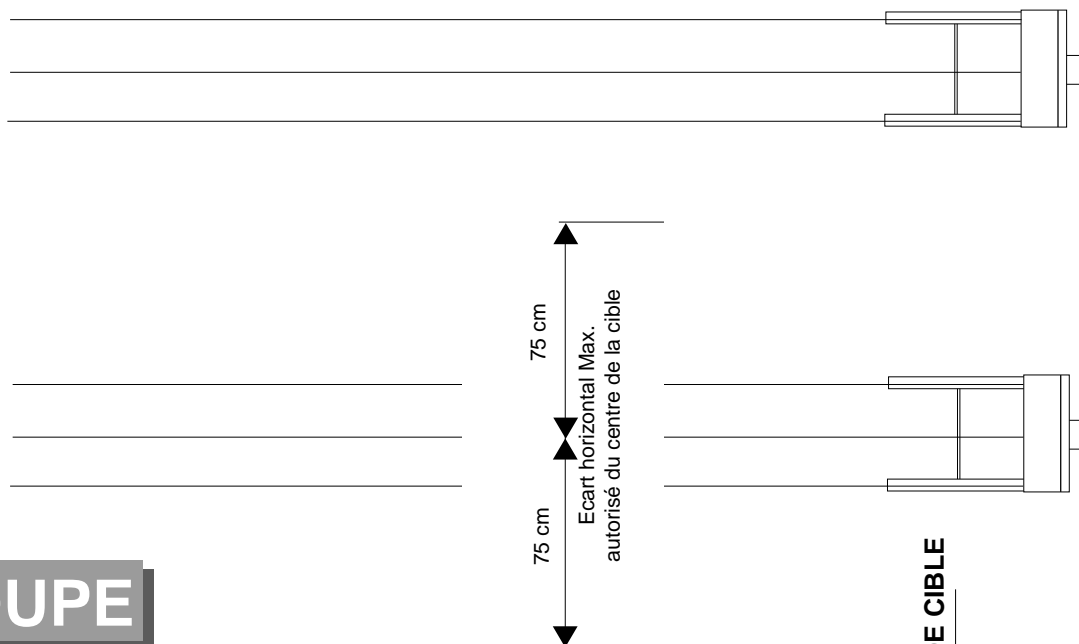 75 cm
Ecart horizontal Max.
autorisé du centre de la cible
75 cm
UPE
E CIBLE